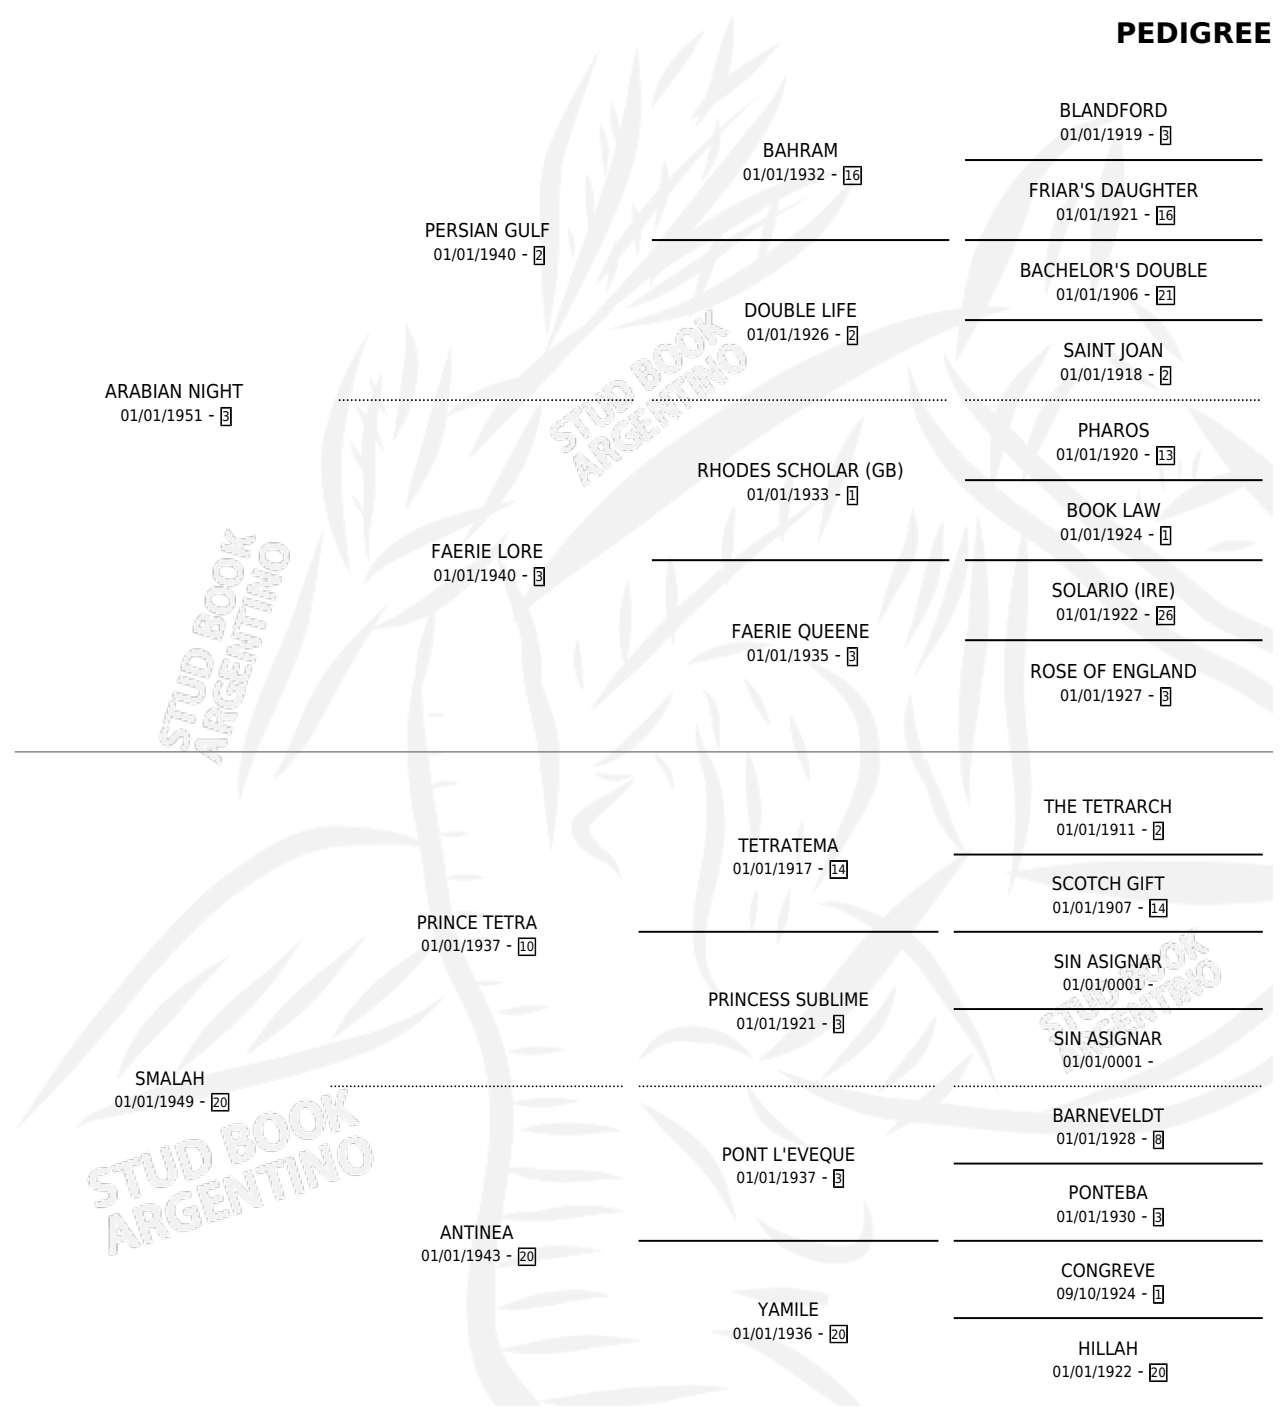 PEDIGREE
BLANDFORD
01/01/1919 - 3
BAHRAM
01/01/1932 - 16
FRIAR'S DAUGHTER
01/01/1921 - 16
PERSIAN GULF
01/01/1940 - 2
BACHELOR'S DOUBLE
01/01/1906 - 21
DOUBLE LIFE
01/01/1926 - 2
SAINT JOAN
01/01/1918 - 2
ARABIAN NIGHT
01/01/1951 - 3
STUD BOOK
ARGENTINO
PHAROS
01/01/1920 - 13
RHODES SCHOLAR (GB)
01/01/1933 - 1
BOOK LAW
01/01/1924 - 1
FAERIE LORE
01/01/1940 - 3
SOLARIO (IRE)
01/01/1922 - 26
FAERIE QUEENE
01/01/1935 - 3
ROSE OF ENGLAND
01/01/1927 - 3
STUD BOOK
ARGENTINO
THE TETRARCH
01/01/1911 - 2
TETRATEMA
01/01/1917 - 14
SCOTCH GIFT
01/01/1907 - 14
PRINCE TETRA
01/01/1937 - 10
SIN ASIGNAR
01/01/0001 -
PRINCESS SUBLIME
01/01/1921 - 3
STUD BOOK
ARGENTINO
SIN ASIGNAR
01/01/0001 -
SMALAH
01/01/1949 - 20
BARNEVELDT
01/01/1928 - 8
PONT L'EVEQUE
01/01/1937 - 3
STUD BOOK
ARGENTINO
PONTEBA
01/01/1930 - 3
ANTINEA
01/01/1943 - 20
CONGREVE
09/10/1924 - 1
YAMILE
01/01/1936 - 20
HILLAH
01/01/1922 - 20